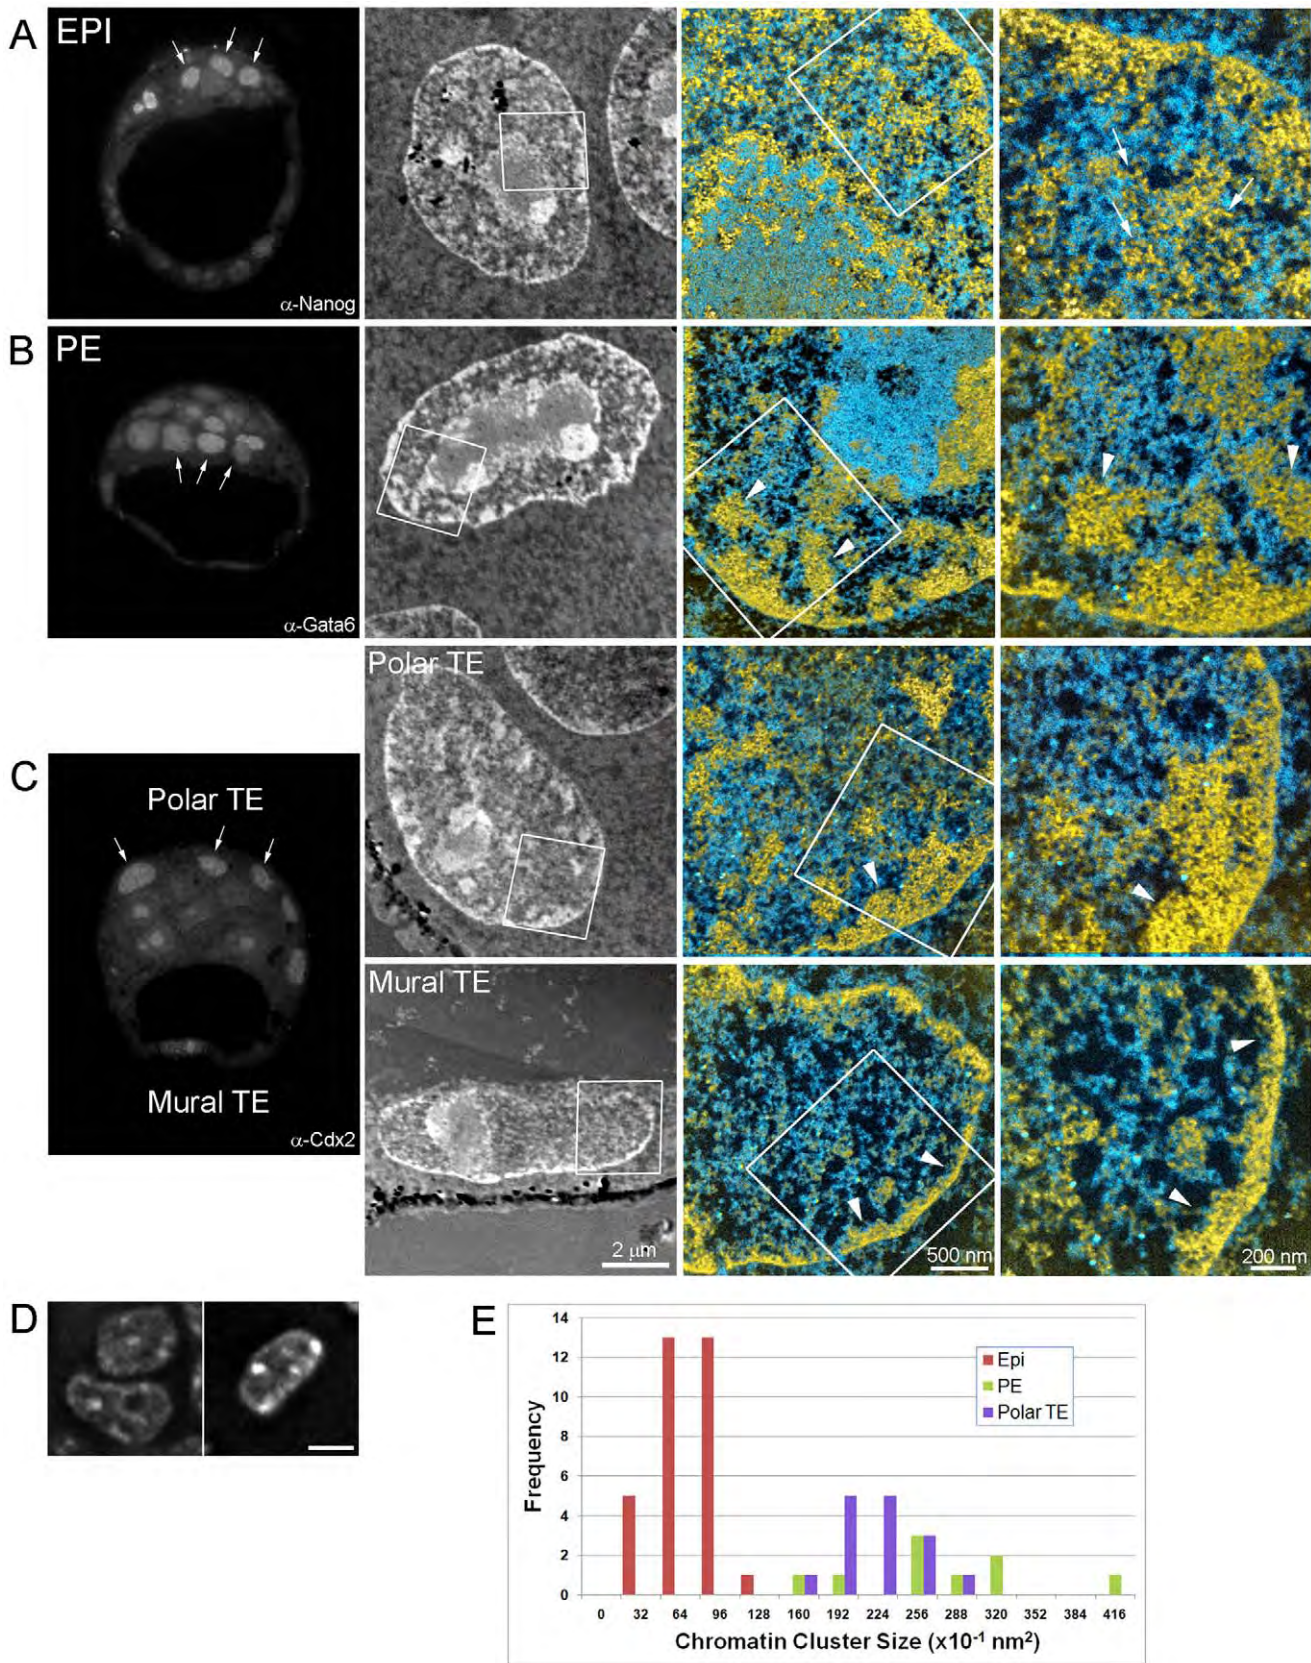 A
EPI
α-Nanog
B
PE
α-Gata6
C
Polar TE
Mural TE
α-Cdx2
Polar TE
Mural TE
2 μm
500 nm
200 nm
D
E
14
12
10
8
6
4
2
0
Frequency
Epi
PE
Polar TE
0 32 64 96 128 160 192 224 256 288 320 352 384 416
Chromatin Cluster Size (x10⁻¹ nm²)